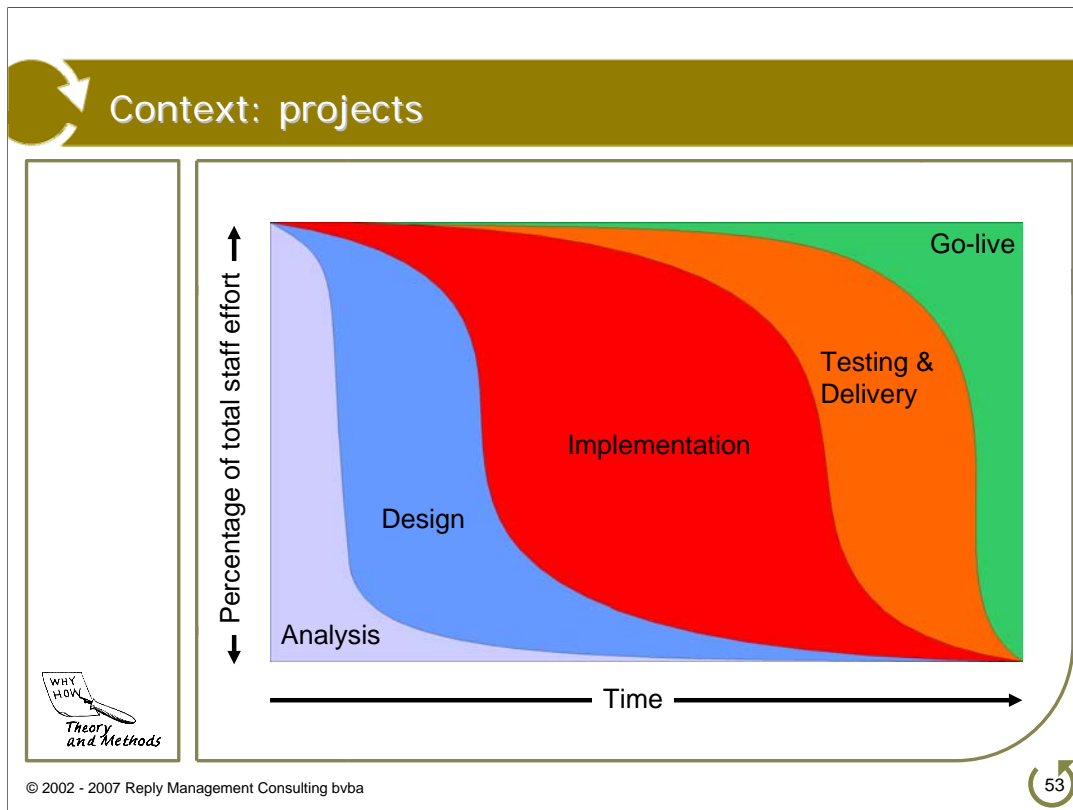 Context: projects
Percentage of total staff effort
Go-live
Testing &
Delivery
Implementation
Design
Analysis
Time
WHY
HOW
Theory
and Methods
© 2002 - 2007 Reply Management Consulting bvba
53